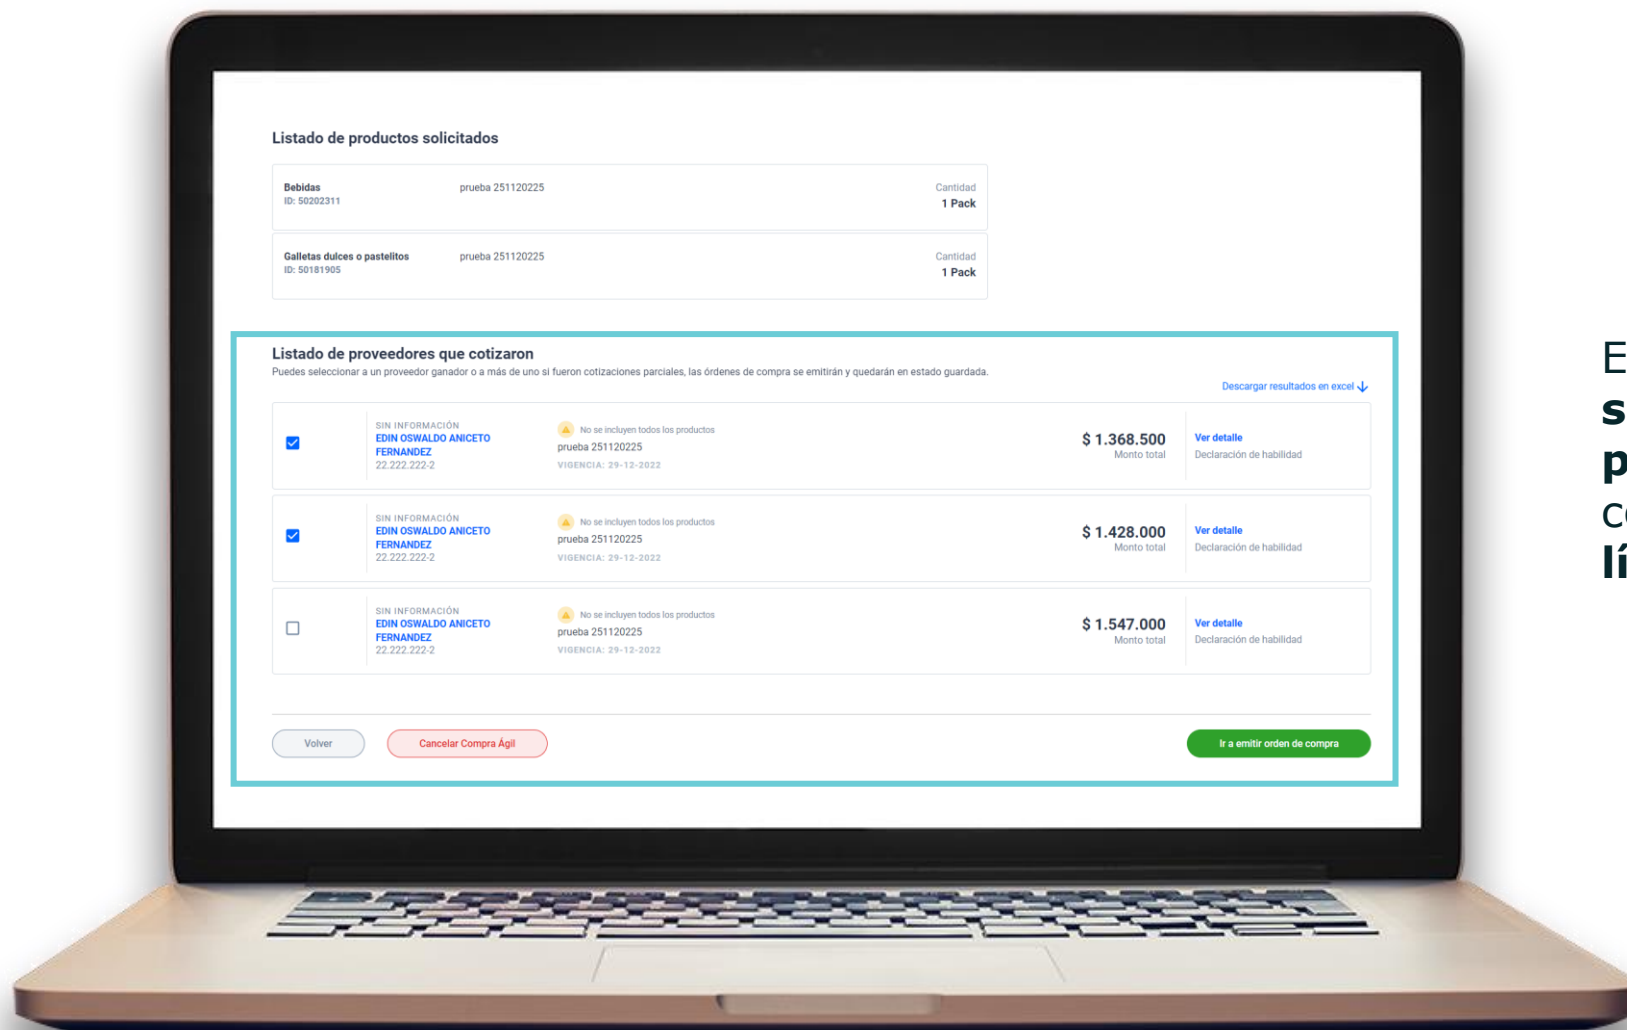 Listado de productos solicitados
Bebidas
ID: 50202311
prueba 251120225
Cantidad
1 Pack
Galletas dulces o pastelitos
ID: 50181905
prueba 251120225
Cantidad
1 Pack
Listado de proveedores que cotizaron
Puedes seleccionar a un proveedor ganador o a más de uno si fueron cotizaciones parciales, las órdenes de compra se emitirán y quedarán en estado guardada.
Descargar resultados en excel
SIN INFORMACIÓN
EDIN OSWALDO ANICETO
FERNANDEZ
22.222.222-2
No se incluyen todos los productos
prueba 251120225
VIGENCIA: 29-12-2022
$ 1.368.500
Monto total
Ver detalle
Declaración de habilidad
SIN INFORMACIÓN
EDIN OSWALDO ANICETO
FERNANDEZ
22.222.222-2
No se incluyen todos los productos
prueba 251120225
VIGENCIA: 29-12-2022
$ 1.428.000
Monto total
Ver detalle
Declaración de habilidad
SIN INFORMACIÓN
EDIN OSWALDO ANICETO
FERNANDEZ
22.222.222-2
No se incluyen todos los productos
prueba 251120225
VIGENCIA: 29-12-2022
$ 1.547.000
Monto total
Ver detalle
Declaración de habilidad
Volver
Cancelar Compra Ágil
Ir a emitir orden de compra